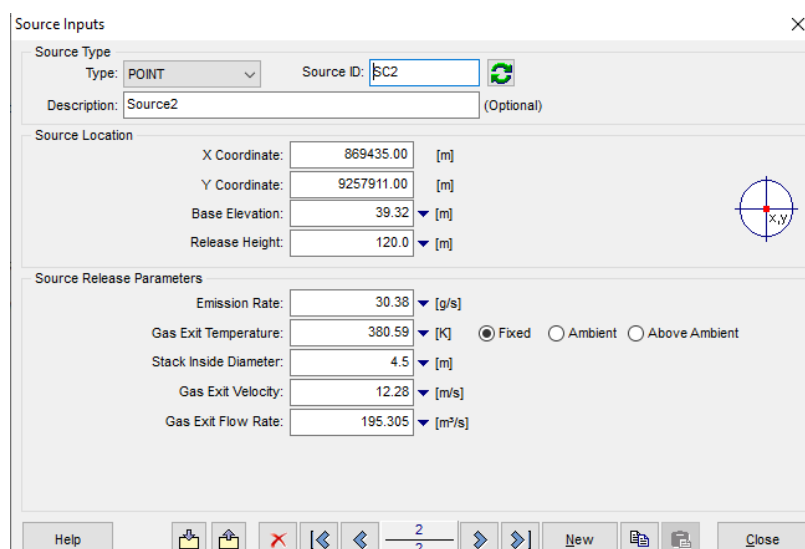 Source Inputs
Source Type
Type: POINT Source ID: SC2
Description: Source2 (Optional)
Source Location
X Coordinate: 869435.00 [m]
Y Coordinate: 9257911.00 [m]
Base Elevation: 39.32 [m]
Release Height: 120.0 [m]
x,y
Source Release Parameters
Emission Rate: 30.38 [g/s]
Gas Exit Temperature: 380.59 [K] Fixed Ambient Above Ambient
Stack Inside Diameter: 4.5 [m]
Gas Exit Velocity: 12.28 [m/s]
Gas Exit Flow Rate: 195.305 [m³/s]
2
Help New Close
2